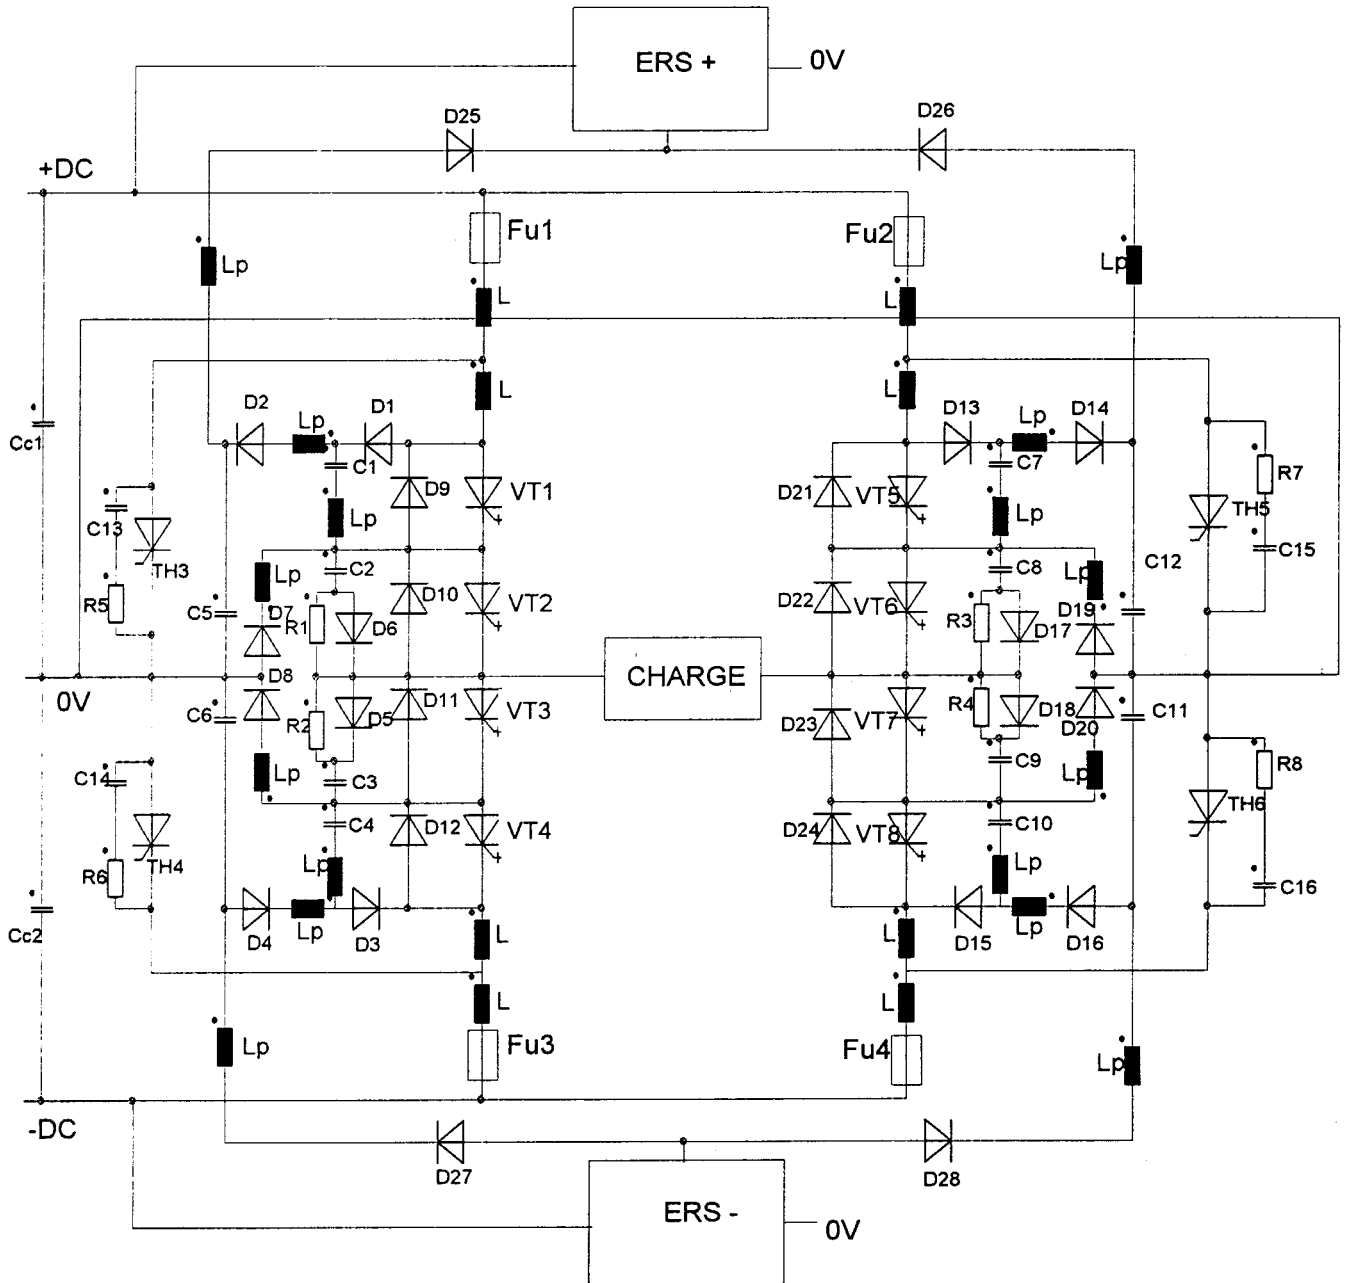 ERS + 0V
D25 D26
+DC
Fu1 Fu2
Lp Lp
L L
L L
D2 Lp D1 D13 Lp D14
Cc1
C1 D9 VT1 D21 VT5 C7 R7
Lp Lp TH5
C13 TH3 C15
Lp C2 C8 Lp C12
R5 C5 D7 R1 D6 D10 VT2 D22 VT6 R3 D17 D19
0V D8 CHARGE
C6 R2 D5 D11 VT3 D23 VT7 R4 D18 D20 C11
C14 Lp C3 C9 Lp R8
TH6
C4 D12 VT4 D24 VT8 C10
R6 TH4 Lp Lp C16
Cc2 D4 Lp D3 D15 Lp D16
L L
L L
Lp Fu3 Fu4 Lp
-DC
D27 D28
ERS - 0V